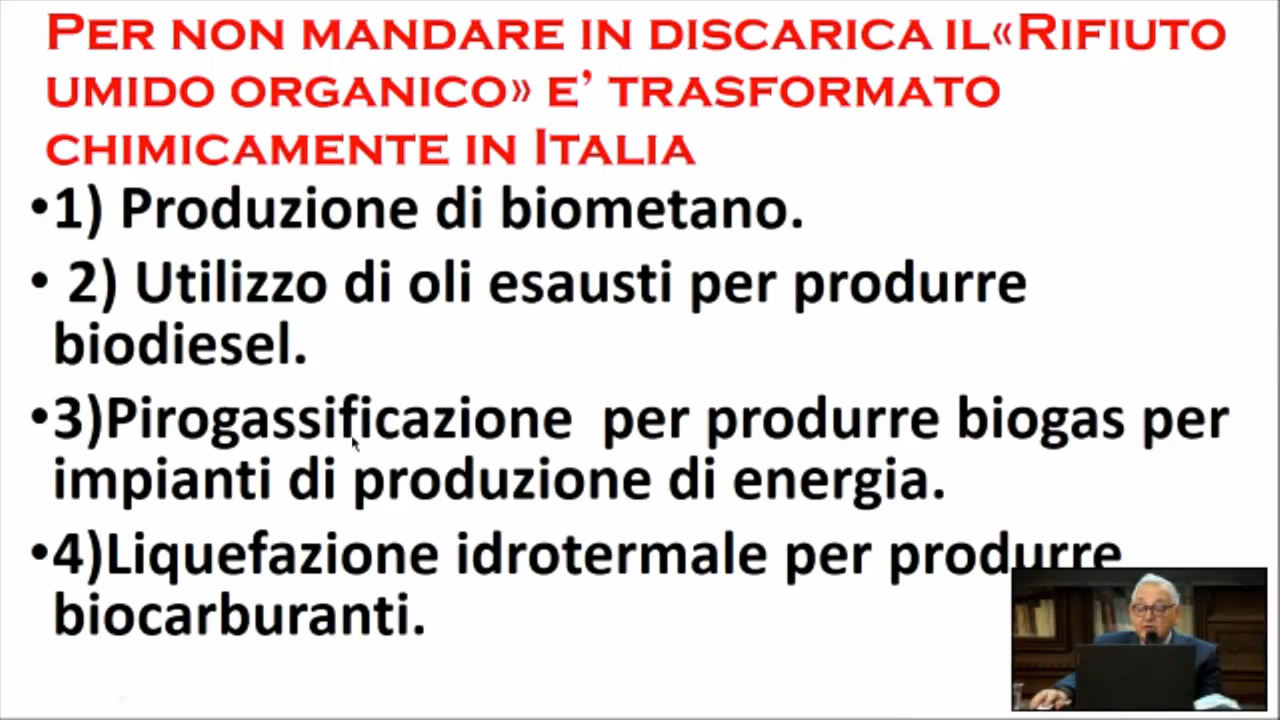 PER NON MANDARE IN DISCARICA IL«RIFIUTO
UMIDO ORGANICO» E’ TRASFORMATO
CHIMICAMENTE IN ITALIA
•1) Produzione di biometano.
• 2) Utilizzo di oli esausti per produrre
biodiesel.
•3)Pirogassificazione  per produrre biogas per
impianti di produzione di energia.
•4)Liquefazione idrotermale per produrre
biocarburanti.